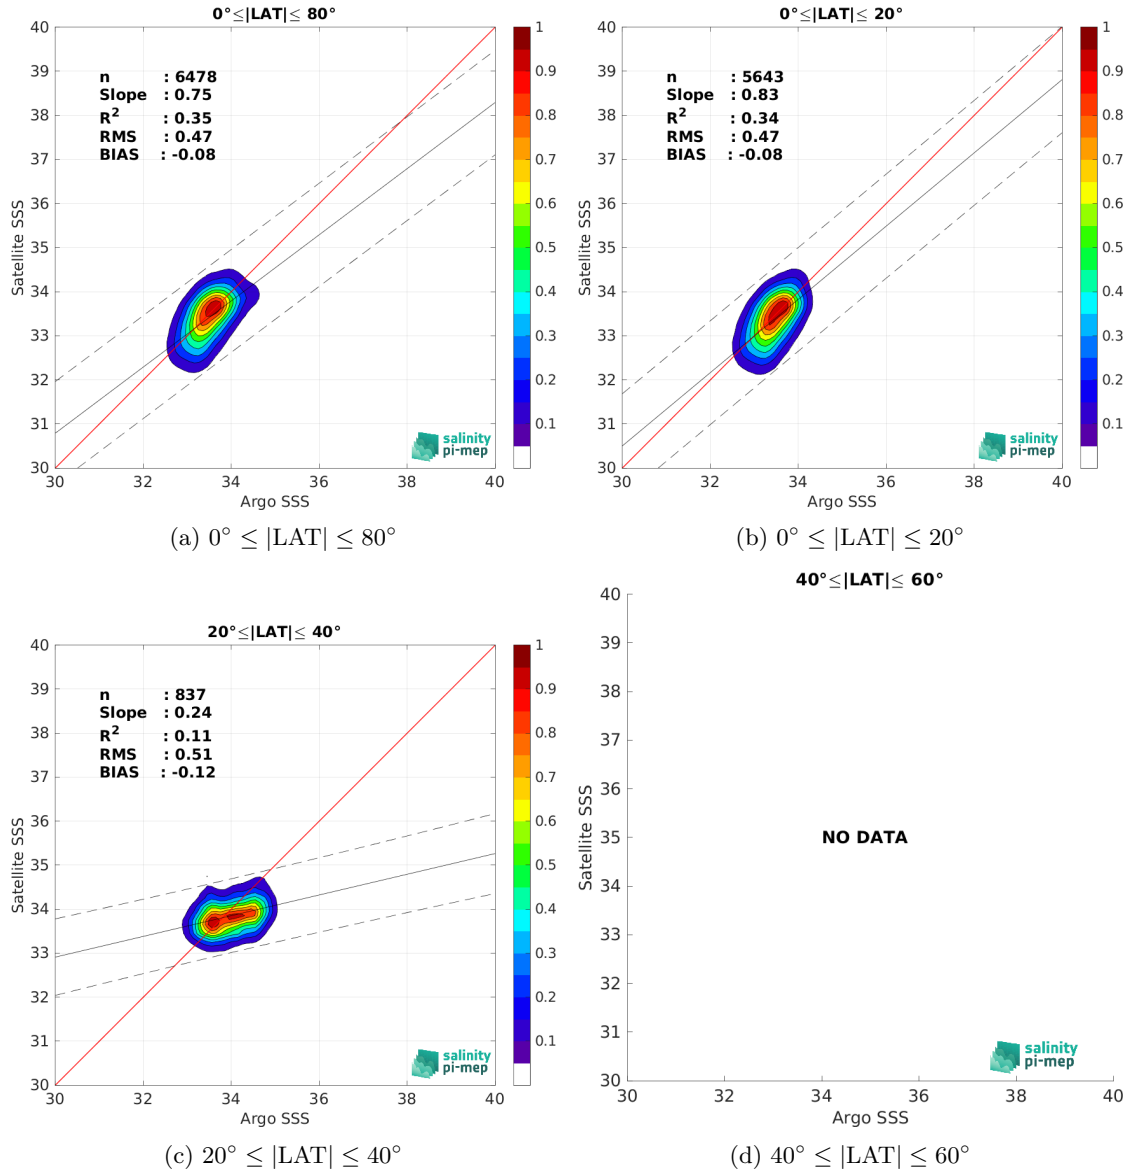 0°≤|LAT|≤ 80°
40
39
38
37
36
35
34
33
32
31
30
30
32
34
36
38
40
Satellite SSS
Argo SSS
n : 6478
Slope : 0.75
R² : 0.35
RMS : 0.47
BIAS : -0.08
1
0.9
0.8
0.7
0.6
0.5
0.4
0.3
0.2
0.1
salinity
pi-mep
(a) 0° ≤ |LAT| ≤ 80°
0°≤|LAT|≤ 20°
40
39
38
37
36
35
34
33
32
31
30
30
32
34
36
38
40
Satellite SSS
Argo SSS
n : 5643
Slope : 0.83
R² : 0.34
RMS : 0.47
BIAS : -0.08
1
0.9
0.8
0.7
0.6
0.5
0.4
0.3
0.2
0.1
salinity
pi-mep
(b) 0° ≤ |LAT| ≤ 20°
20°≤|LAT|≤ 40°
40
39
38
37
36
35
34
33
32
31
30
30
32
34
36
38
40
Satellite SSS
Argo SSS
n : 837
Slope : 0.24
R² : 0.11
RMS : 0.51
BIAS : -0.12
1
0.9
0.8
0.7
0.6
0.5
0.4
0.3
0.2
0.1
salinity
pi-mep
(c) 20° ≤ |LAT| ≤ 40°
40°≤|LAT|≤ 60°
40
39
38
37
36
35
34
33
32
31
30
30
32
34
36
38
40
Satellite SSS
Argo SSS
NO DATA
salinity
pi-mep
(d) 40° ≤ |LAT| ≤ 60°